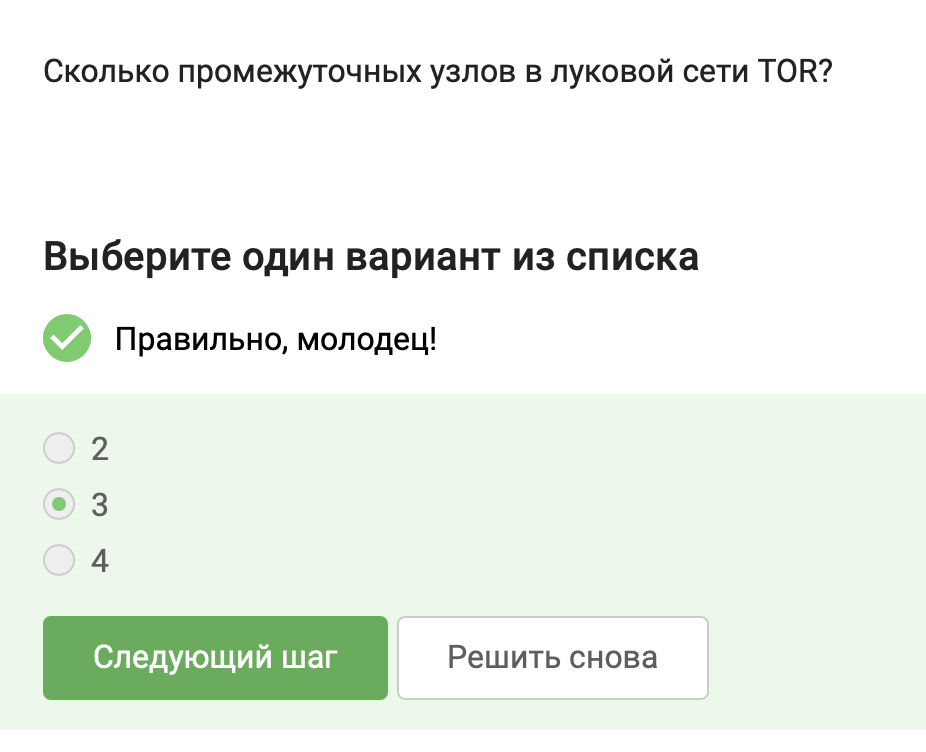 Сколько промежуточных узлов в луковой сети TOR?
Выберите один вариант из списка
Правильно, молодец!
2
3
4
Следующий шаг
Решить снова